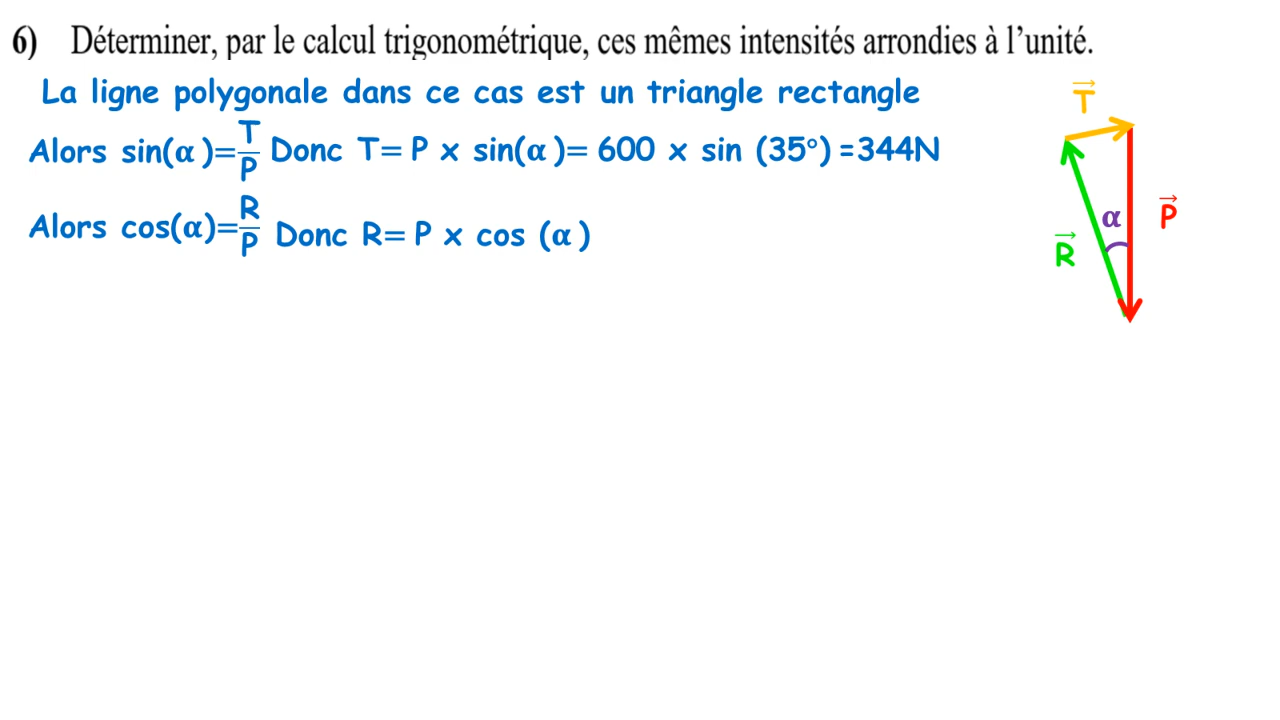 6) Déterminer, par le calcul trigonométrique, ces mêmes intensités arrondies à l'unité.
La ligne polygonale dans ce cas est un triangle rectangle
Alors sin(α)=T/P Donc T= P x sin(α)= 600 x sin (35°) =344N
Alors cos(α)=R/P Donc R= P x cos (α)
T
α
P
R